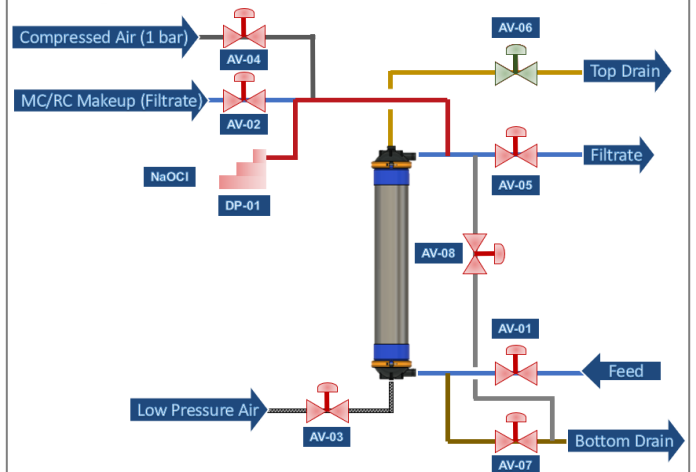 AV-06
Compressed Air (1 bar)
AV-04
Top Drain
MC/RC Makeup (Filtrate)
AV-02
Filtrate
NaOCl
AV-05
DP-01
AV-08
AV-01
Feed
Low Pressure Air
AV-03
Bottom Drain
AV-07